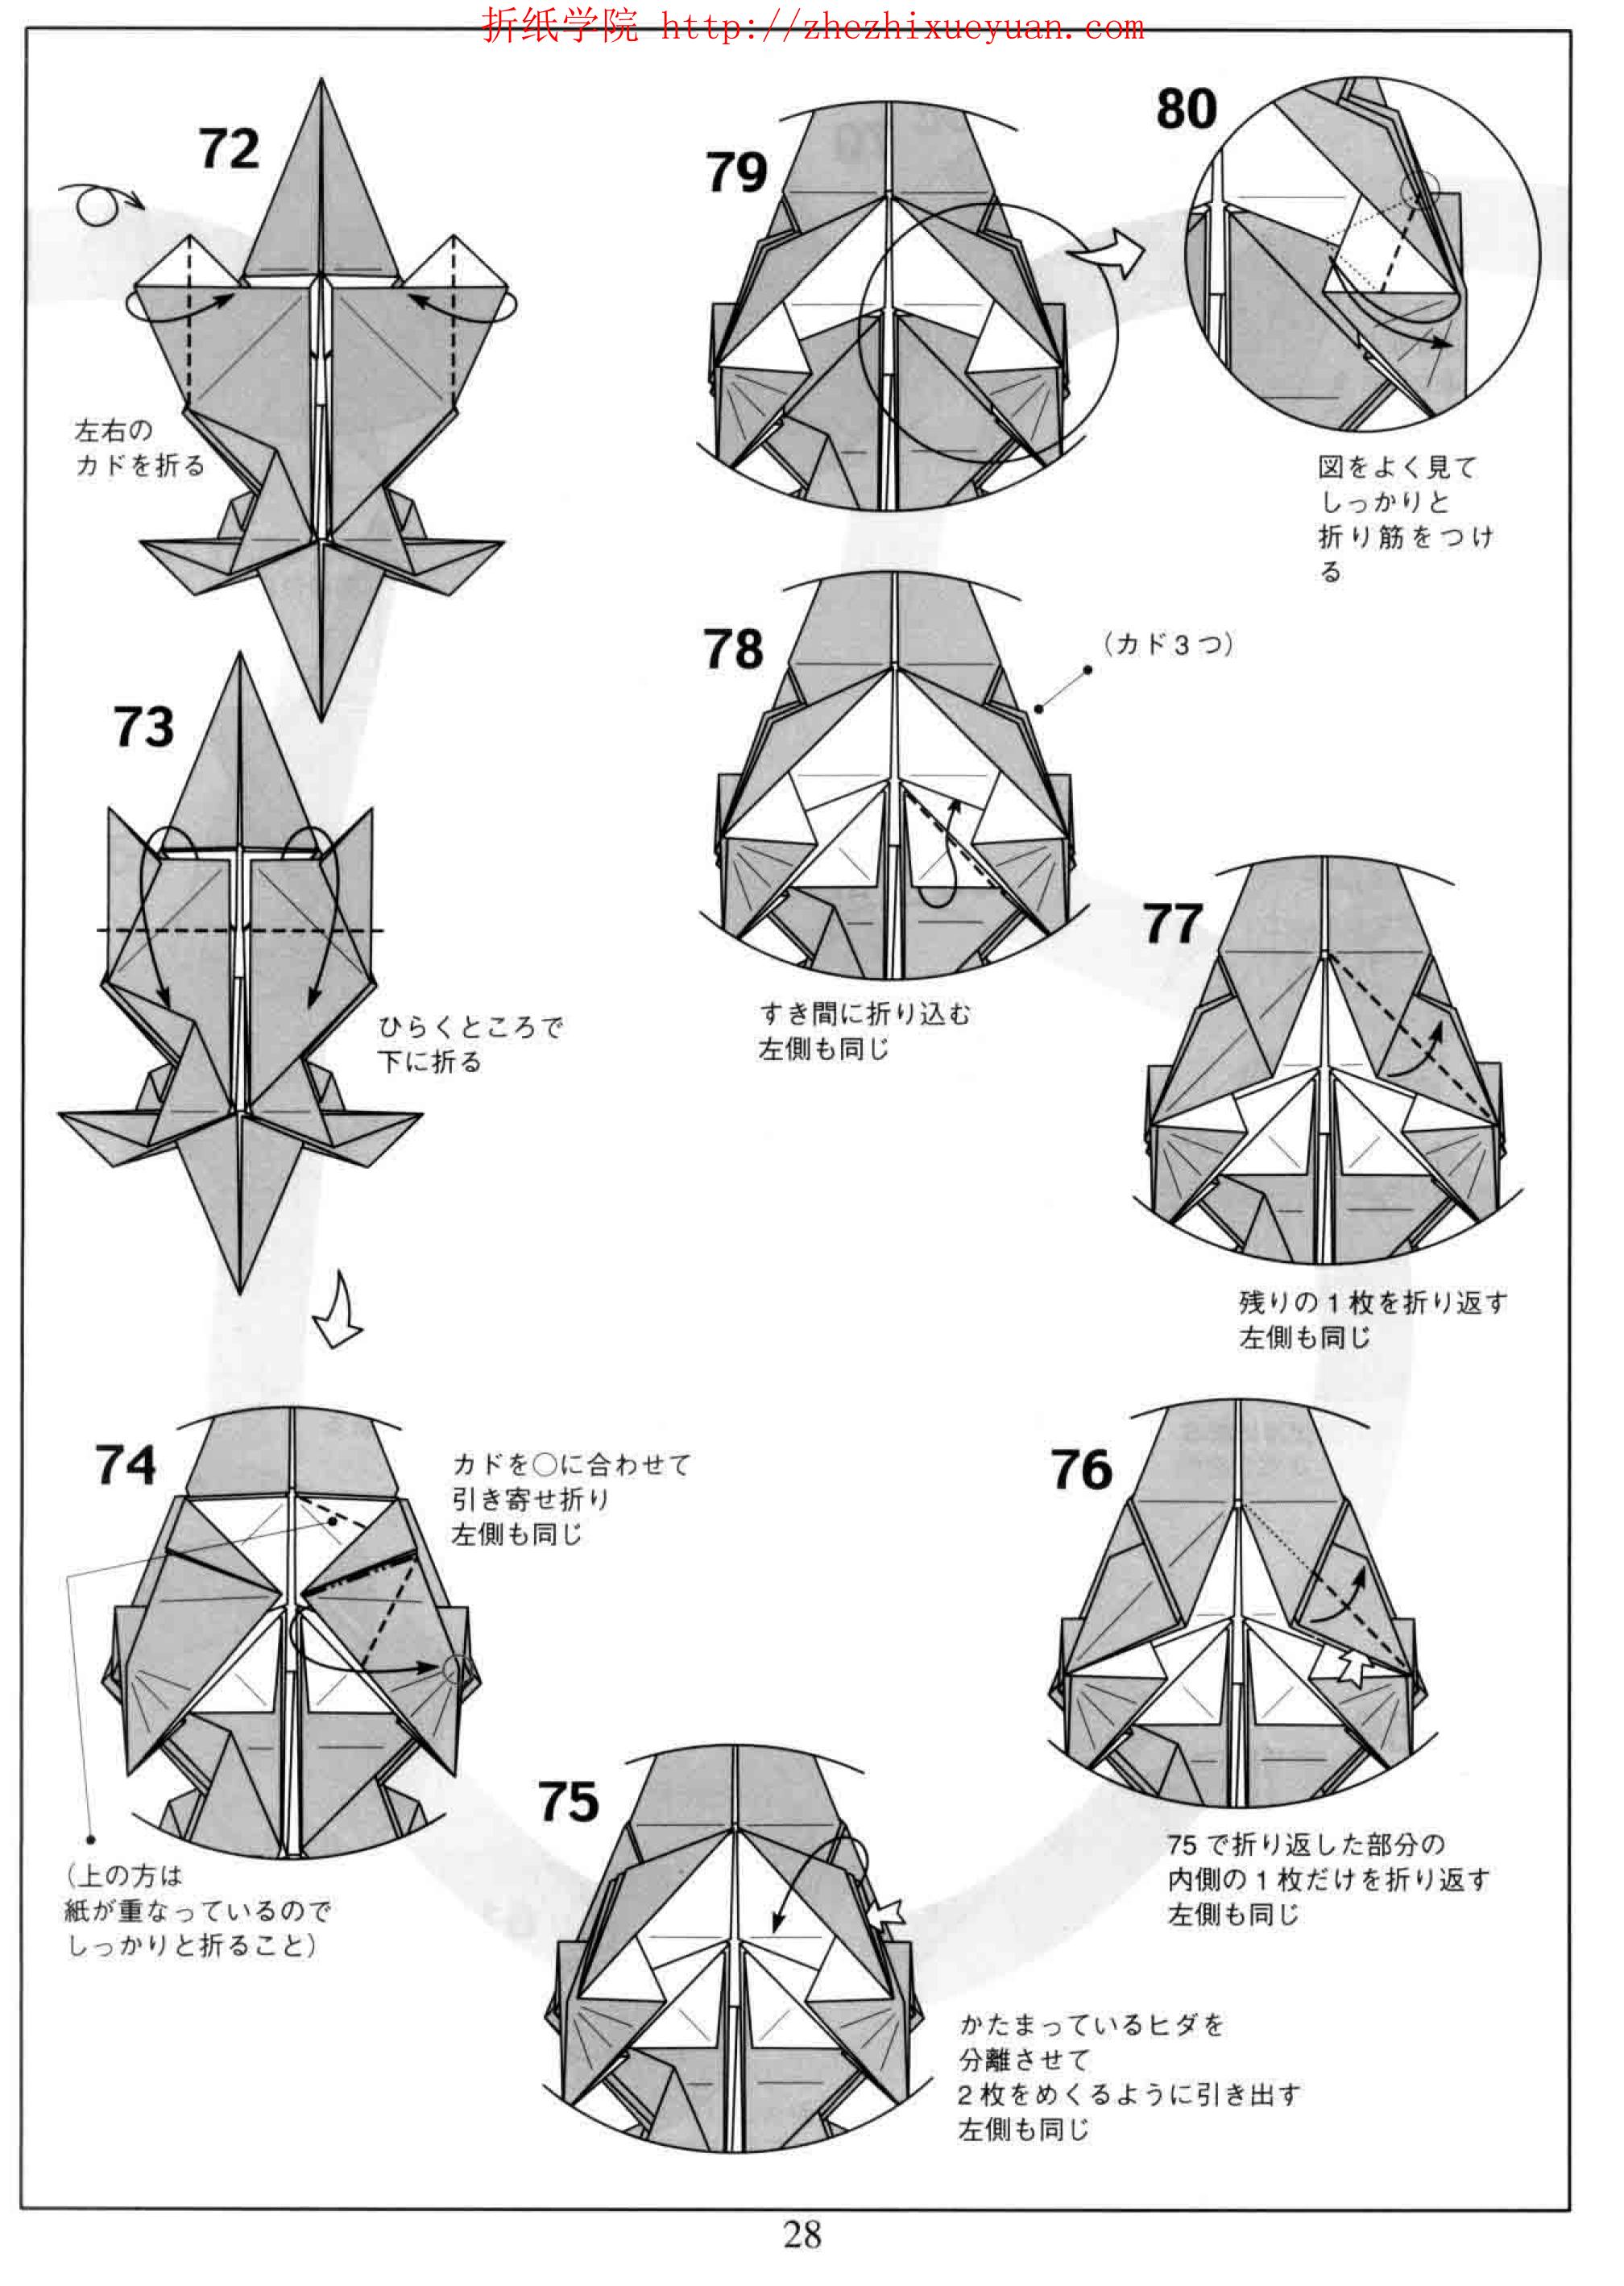 折纸学院 http://zhezhixueyuan.com
72
左右の
カドを折る
73
ひらくところで
下に折る
74
カドを○に合わせて
引き寄せ折り
左側も同じ
(上の方は
紙が重なっているので
しっかりと折ること)
75
かたまっているヒダを
分離させて
2枚をめくるように引き出す
左側も同じ
76
75で折り返した部分の
内側の1枚だけを折り返す
左側も同じ
77
残りの1枚を折り返す
左側も同じ
78
(カド3つ)
すき間に折り込む
左側も同じ
79
80
図をよく見て
しっかりと
折り筋をつけ
る
28